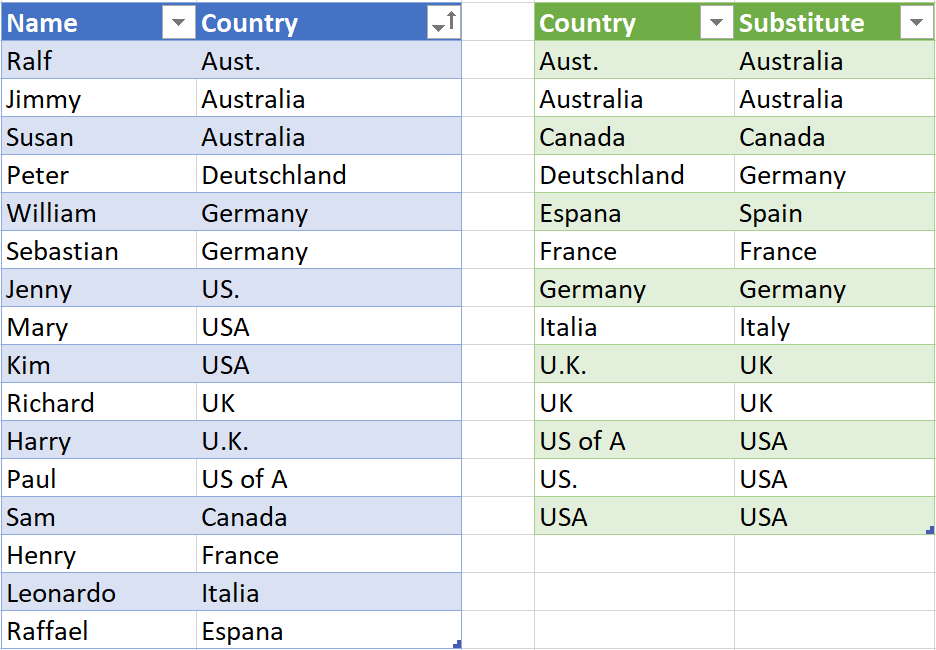 Name Country
Ralf Aust.
Jimmy Australia
Susan Australia
Peter Deutschland
William Germany
Sebastian Germany
Jenny US.
Mary USA
Kim USA
Richard UK
Harry U.K.
Paul US of A
Sam Canada
Henry France
Leonardo Italia
Raffael Espana
Country Substitute
Aust. Australia
Australia Australia
Canada Canada
Deutschland Germany
Espana Spain
France France
Germany Germany
Italia Italy
U.K. UK
UK UK
US of A USA
US. USA
USA USA